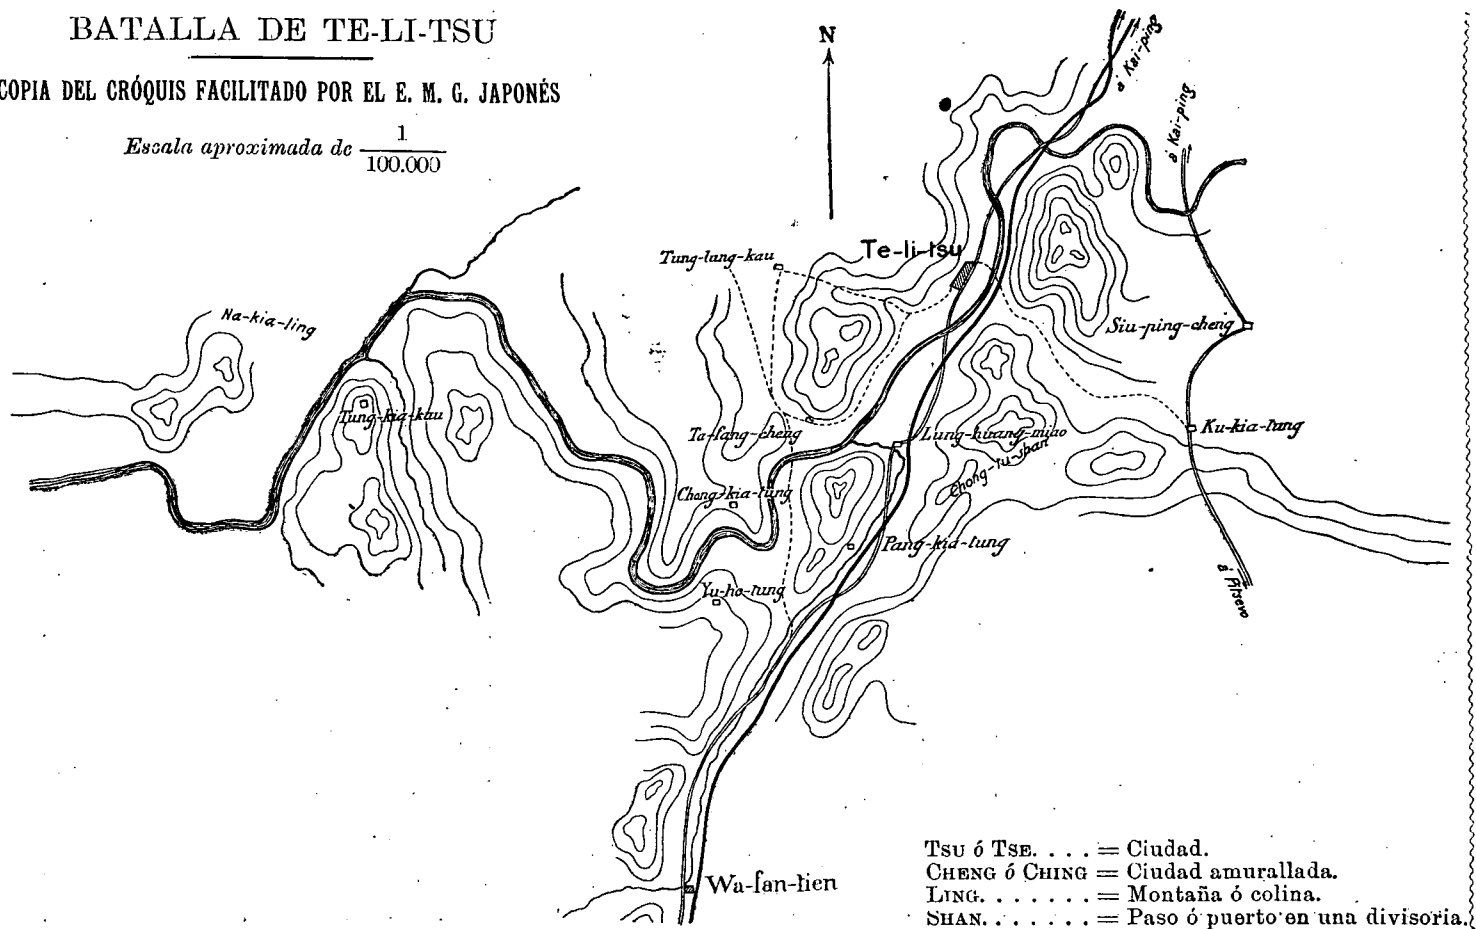 BATALLA DE TE-LI-TSU
COPIA DEL CRÓQUIS FACILITADO POR EL E. M. G. JAPONÉS
Escala aproximada de 1
100.000
N
á Kai-ping
á Kai-ping
Te-li-tsu
Tung-tang-kau
Na-kia-ling
Siu-ping-cheng
Tung-kia-kau
Ta-fang-cheng
Lung-huang-miao
Ku-kia-tung
Chong-tu-shan
Chang-kia-tung
Pang-kia-tung
Yu-ho-tung
á Pitsevo
Wa-fan-tien
TSU ó TSE. . . . = Ciudad.
CHENG ó CHING = Ciudad amurallada.
LING. . . . . . . = Montaña ó colina.
SHAN. . . . . . . = Paso ó puerto en una divisoria.